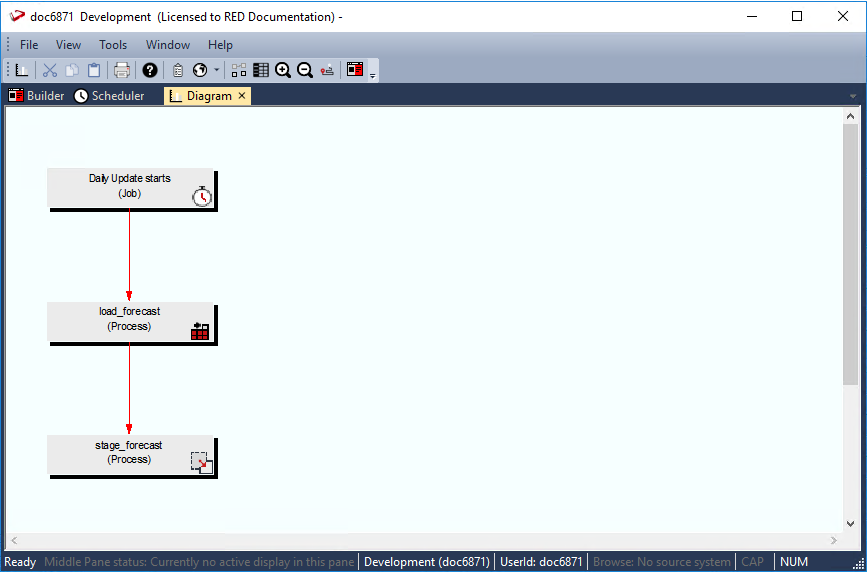 doc6871 Development (Licensed to RED Documentation) -
File View Tools Window Help
Builder Scheduler Diagram
Daily Update starts
(Job)
load_forecast
(Process)
stage_forecast
(Process)
Ready Middle Pane status: Currently no active display in this pane Development (doc6871) UserId: doc6871 Browse: No source system CAP NUM